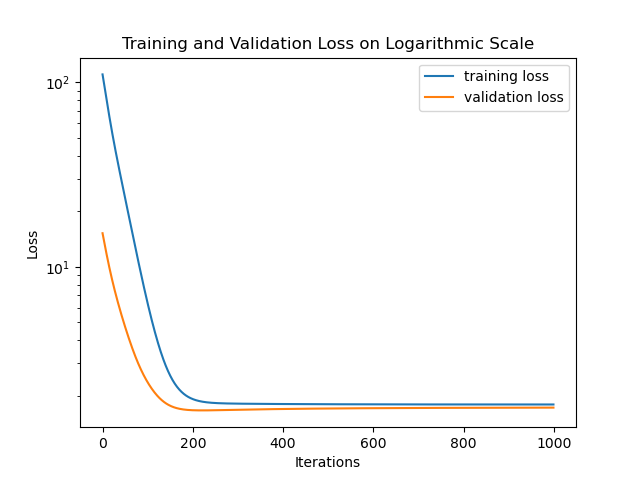 Training and Validation Loss on Logarithmic Scale
training loss
validation loss
10²
10¹
Loss
0 200 400 600 800 1000
Iterations